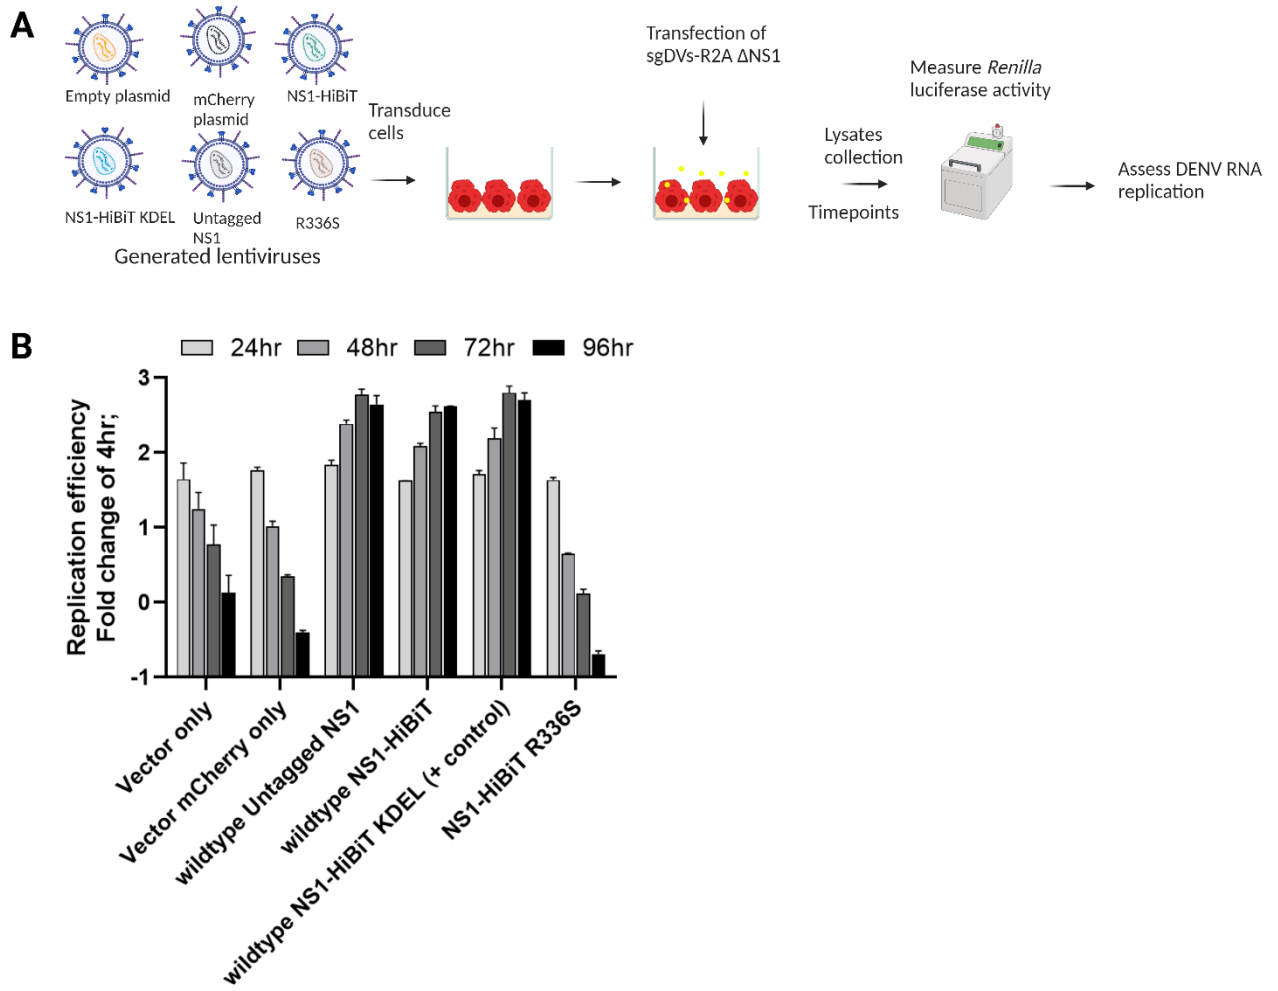 A
Empty plasmid
mCherry
plasmid
NS1-HiBiT
NS1-HiBiT KDEL
Untagged
NS1
R336S
Generated lentiviruses
Transduce
cells
Transfection of
sgDVs-R2A ΔNS1
Lysates
collection
Timepoints
Measure Renilla
luciferase activity
Assess DENV RNA
replication
B
24hr 48hr 72hr 96hr
Replication efficiency
Fold change of 4hr;
3
2
1
0
-1
Vector only
Vector mCherry only
wildtype Untagged NS1
wildtype NS1-HiBiT
wildtype NS1-HiBiT KDEL (+ control)
NS1-HiBiT R336S